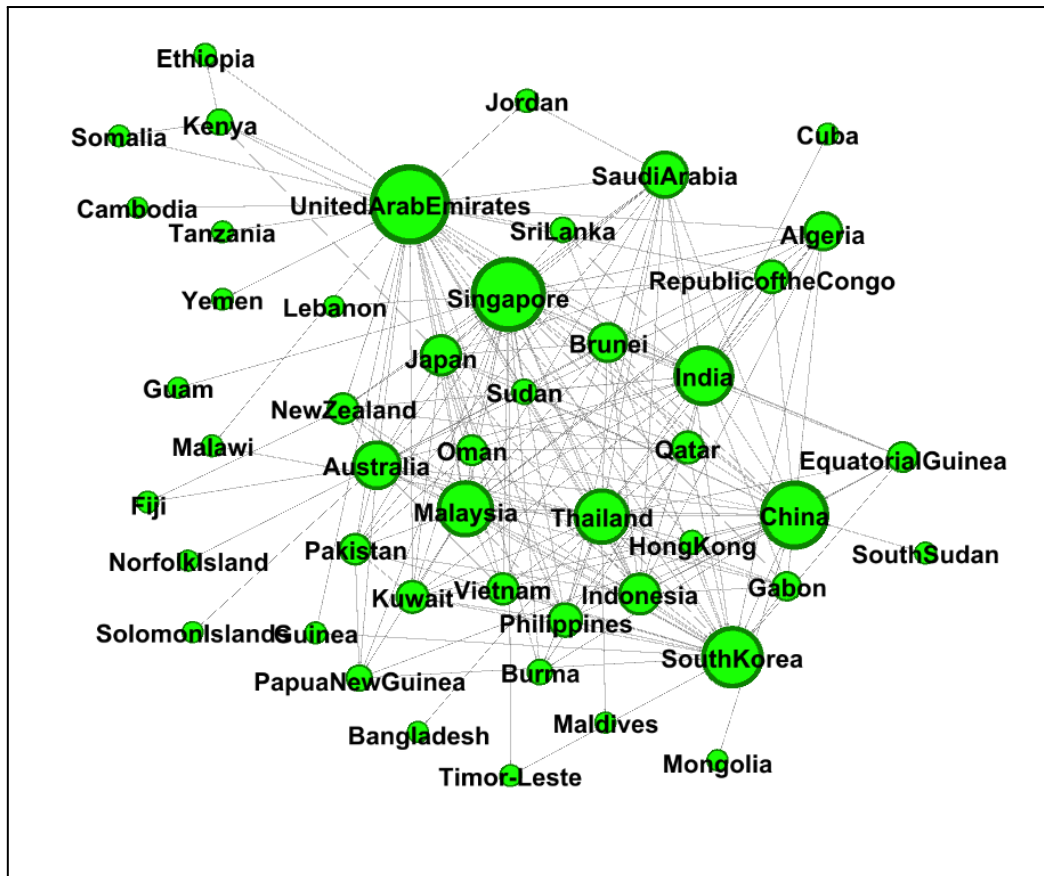 Ethiopia
Jordan
Kenya
Somalia
Cuba
SaudiArabia
UnitedArabEmirates
Cambodia
Tanzania
SriLanka
Algeria
RepublicoftheCongo
Yemen
Lebanon
Singapore
Japan
Brunei
India
Guam
NewZealand
Sudan
Malawi
Australia
Oman
Qatar
EquatorialGuinea
Fiji
Malaysia
Thailand
China
NorfolkIsland
Pakistan
HongKong
SouthSudan
Kuwait
Vietnam
Indonesia
Gabon
SolomonIslands
Guinea
Philippines
SouthKorea
PapuaNewGuinea
Burma
Bangladesh
Maldives
Timor-Leste
Mongolia